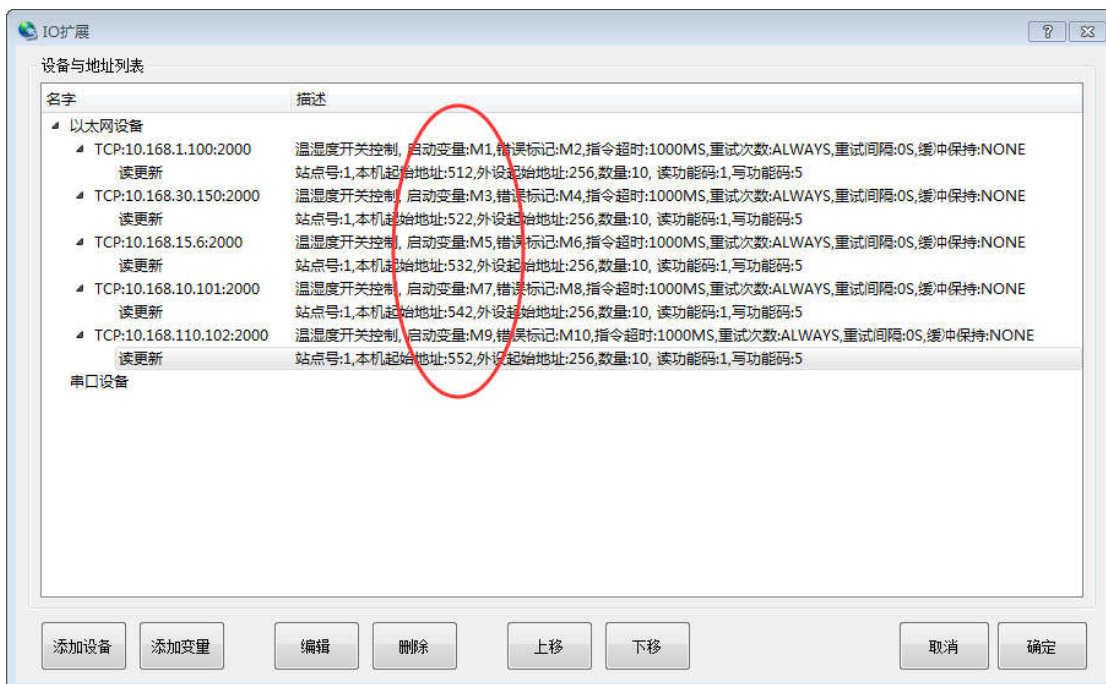 IO扩展
设备与地址列表
名字 描述
以太网设备
TCP:10.168.1.100:2000 温湿度开关控制, 启动变量:M1,错误标记:M2,指令超时:1000MS,重试次数:ALWAYS,重试间隔:0S,缓冲保持:NONE
读更新 站点号:1,本机起始地址:512,外设起始地址:256,数量:10, 读功能码:1,写功能码:5
TCP:10.168.30.150:2000 温湿度开关控制, 启动变量:M3,错误标记:M4,指令超时:1000MS,重试次数:ALWAYS,重试间隔:0S,缓冲保持:NONE
读更新 站点号:1,本机起始地址:522,外设起始地址:256,数量:10, 读功能码:1,写功能码:5
TCP:10.168.15.6:2000 温湿度开关控制, 启动变量:M5,错误标记:M6,指令超时:1000MS,重试次数:ALWAYS,重试间隔:0S,缓冲保持:NONE
读更新 站点号:1,本机起始地址:532,外设起始地址:256,数量:10, 读功能码:1,写功能码:5
TCP:10.168.10.101:2000 温湿度开关控制, 启动变量:M7,错误标记:M8,指令超时:1000MS,重试次数:ALWAYS,重试间隔:0S,缓冲保持:NONE
读更新 站点号:1,本机起始地址:542,外设起始地址:256,数量:10, 读功能码:1,写功能码:5
TCP:10.168.110.102:2000 温湿度开关控制, 启动变量:M9,错误标记:M10,指令超时:1000MS,重试次数:ALWAYS,重试间隔:0S,缓冲保持:NONE
读更新 站点号:1,本机起始地址:552,外设起始地址:256,数量:10, 读功能码:1,写功能码:5
串口设备
添加设备 添加变量 编辑 删除 上移 下移 取消 确定